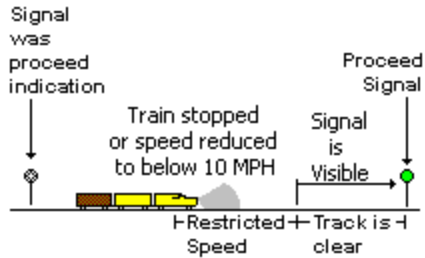 Signal
was
proceed
indication
Train stopped
or speed reduced
to below 10 MPH
Signal
is
Visible
Proceed
Signal
Restricted
Speed
Track is
clear